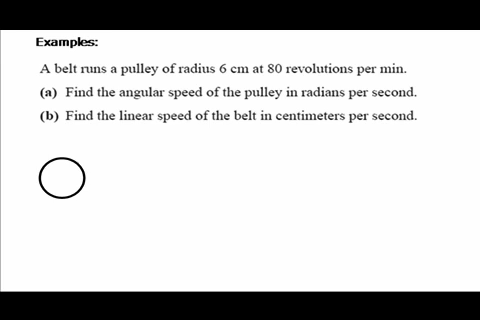 Examples:
A belt runs a pulley of radius 6 cm at 80 revolutions per min.
(a) Find the angular speed of the pulley in radians per second.
(b) Find the linear speed of the belt in centimeters per second.